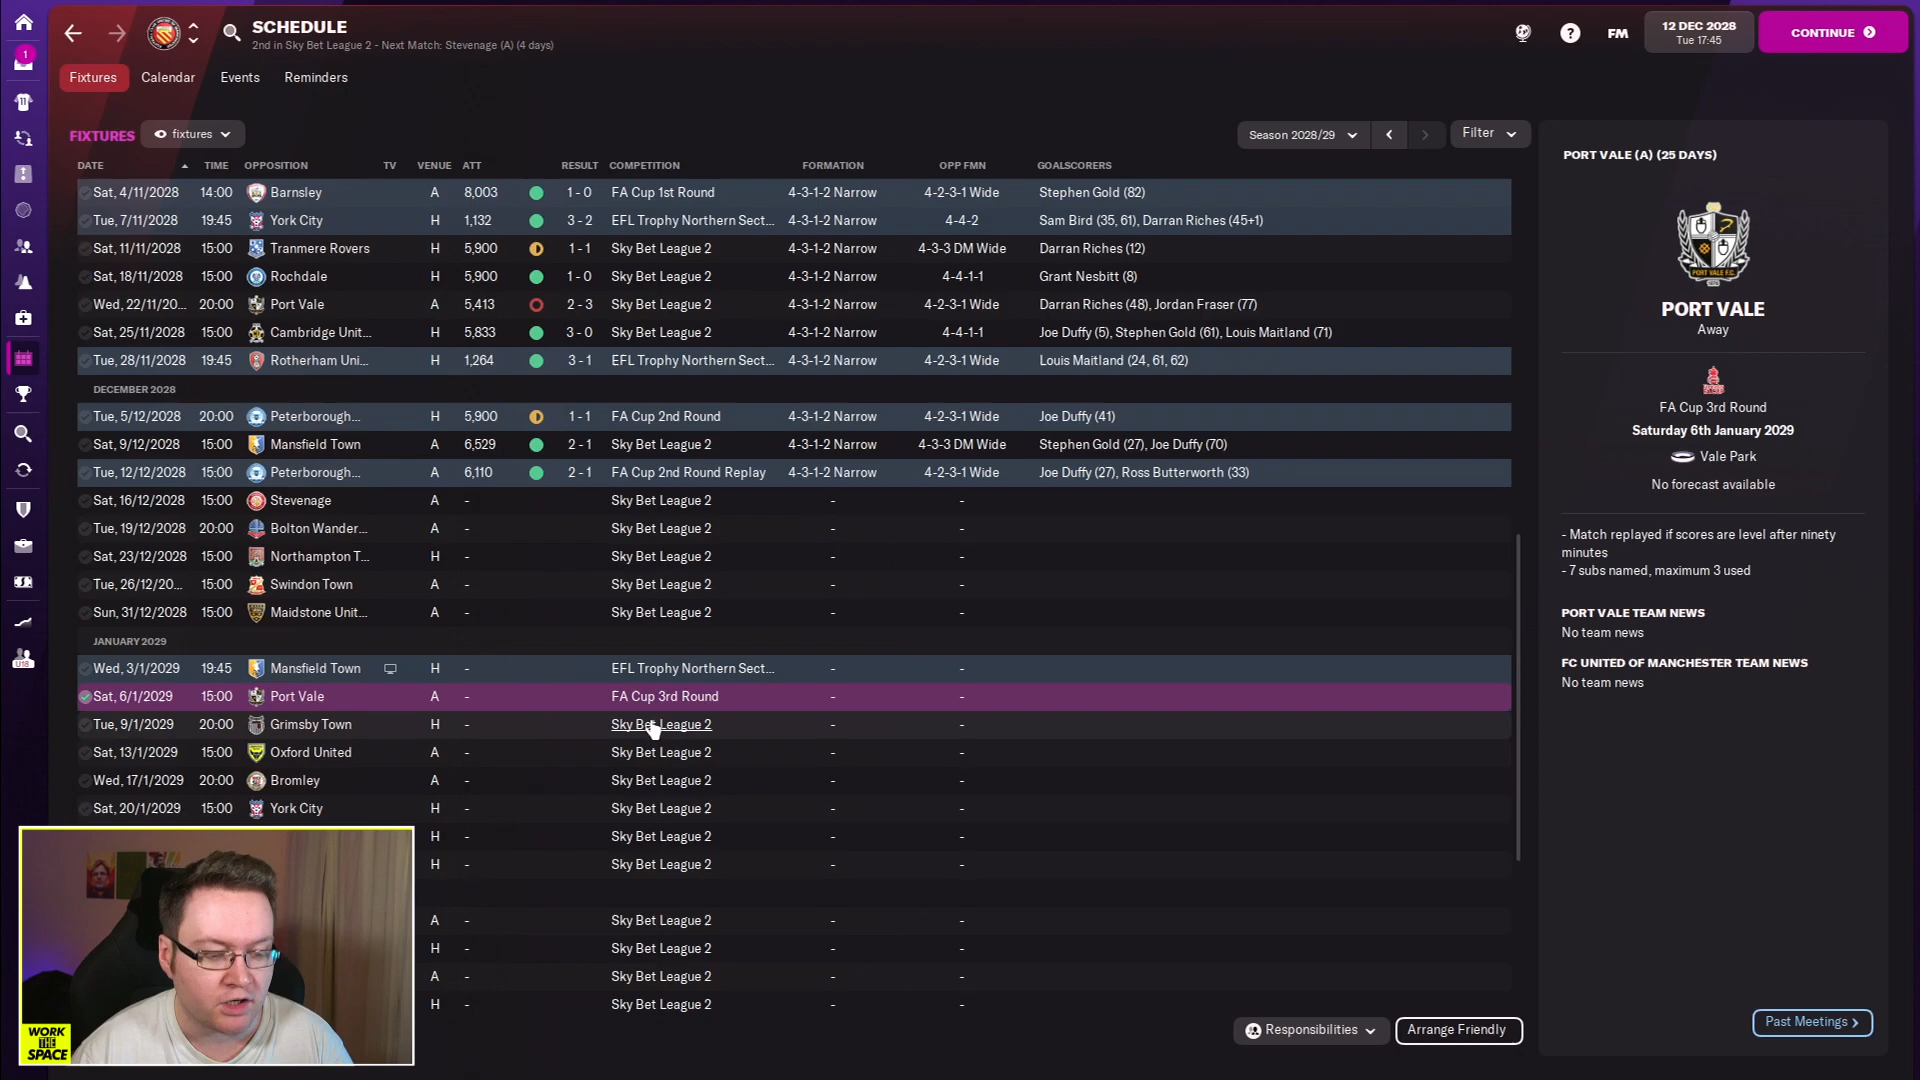 SCHEDULE
2nd in Sky Bet League 2 - Next Match: Stevenage (A) (4 days)
FM
12 DEC 2028
Tue 17:45
CONTINUE
1
Fixtures Calendar Events Reminders
FIXTURES fixtures
Season 2028/29 Filter
DATE TIME OPPOSITION TV VENUE ATT RESULT COMPETITION FORMATION OPP FMN GOALSCORERS
Sat, 4/11/2028 14:00 Barnsley A 8,003 1 - 0 FA Cup 1st Round 4-3-1-2 Narrow 4-2-3-1 Wide Stephen Gold (82)
Tue, 7/11/2028 19:45 York City H 1,132 3 - 2 EFL Trophy Northern Sect... 4-3-1-2 Narrow 4-4-2 Sam Bird (35, 61), Darran Riches (45+1)
Sat, 11/11/2028 15:00 Tranmere Rovers H 5,900 1 - 1 Sky Bet League 2 4-3-1-2 Narrow 4-3-3 DM Wide Darran Riches (12)
Sat, 18/11/2028 15:00 Rochdale H 5,900 1 - 0 Sky Bet League 2 4-3-1-2 Narrow 4-4-1-1 Grant Nesbitt (8)
Wed, 22/11/20... 20:00 Port Vale A 5,413 2 - 3 Sky Bet League 2 4-3-1-2 Narrow 4-2-3-1 Wide Darran Riches (48), Jordan Fraser (77)
Sat, 25/11/2028 15:00 Cambridge Unit... H 5,833 3 - 0 Sky Bet League 2 4-3-1-2 Narrow 4-4-1-1 Joe Duffy (5), Stephen Gold (61), Louis Maitland (71)
Tue, 28/11/2028 19:45 Rotherham Uni... H 1,264 3 - 1 EFL Trophy Northern Sect... 4-3-1-2 Narrow 4-2-3-1 Wide Louis Maitland (24, 61, 62)
DECEMBER 2028
Tue, 5/12/2028 20:00 Peterborough... H 5,900 1 - 1 FA Cup 2nd Round 4-3-1-2 Narrow 4-2-3-1 Wide Joe Duffy (41)
Sat, 9/12/2028 15:00 Mansfield Town A 6,529 2 - 1 Sky Bet League 2 4-3-1-2 Narrow 4-3-3 DM Wide Stephen Gold (27), Joe Duffy (70)
Tue, 12/12/2028 15:00 Peterborough... A 6,110 2 - 1 FA Cup 2nd Round Replay 4-3-1-2 Narrow 4-2-3-1 Wide Joe Duffy (27), Ross Butterworth (33)
Sat, 16/12/2028 15:00 Stevenage A - Sky Bet League 2 - -
Tue, 19/12/2028 20:00 Bolton Wander... A - Sky Bet League 2 - -
Sat, 23/12/2028 15:00 Northampton T... H - Sky Bet League 2 - -
Tue, 26/12/20... 15:00 Swindon Town A - Sky Bet League 2 - -
Sun, 31/12/2028 15:00 Maidstone Unit... A - Sky Bet League 2 - -
JANUARY 2029
Wed, 3/1/2029 19:45 Mansfield Town H - EFL Trophy Northern Sect... - -
Sat, 6/1/2029 15:00 Port Vale A - FA Cup 3rd Round - -
Tue, 9/1/2029 20:00 Grimsby Town H - Sky Bet League 2 - -
Sat, 13/1/2029 15:00 Oxford United A - Sky Bet League 2 - -
Wed, 17/1/2029 20:00 Bromley A - Sky Bet League 2 - -
Sat, 20/1/2029 15:00 York City H - Sky Bet League 2 - -
H - Sky Bet League 2 - -
H - Sky Bet League 2 - -
A - Sky Bet League 2 - -
H - Sky Bet League 2 - -
A - Sky Bet League 2 - -
H - Sky Bet League 2 - -
Responsibilities Arrange Friendly
PORT VALE (A) (25 DAYS)
PORT VALE F.C.
PORT VALE
Away
FA Cup 3rd Round
Saturday 6th January 2029
Vale Park
No forecast available
- Match replayed if scores are level after ninety
minutes
- 7 subs named, maximum 3 used
PORT VALE TEAM NEWS
No team news
FC UNITED OF MANCHESTER TEAM NEWS
No team news
Past Meetings
U18
WORK
THE
SPACE